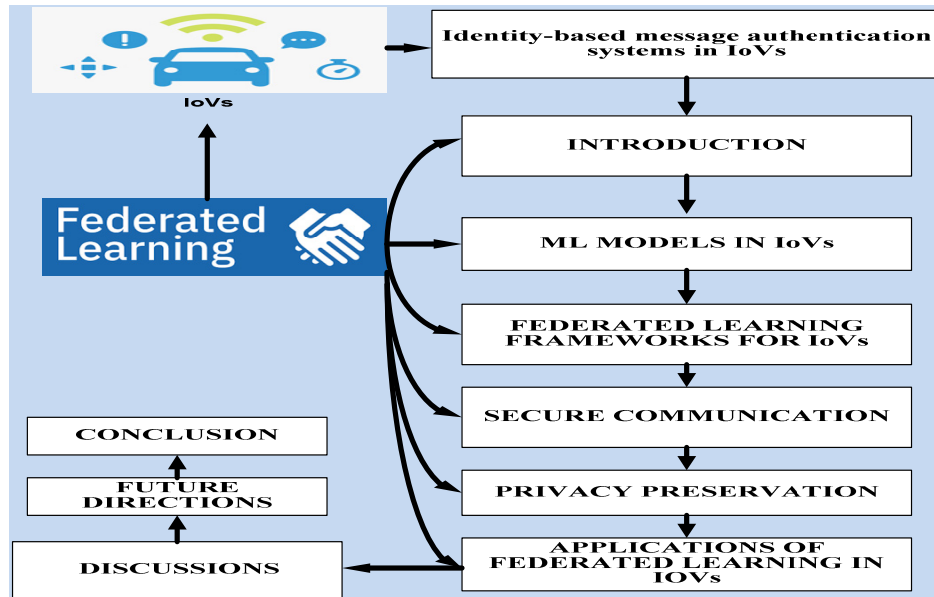 IoVs
Identity-based message authentication
systems in IoVs
INTRODUCTION
Federated
Learning
ML MODELS IN IoVs
FEDERATED LEARNING
FRAMEWORKS FOR IoVs
SECURE COMMUNICATION
PRIVACY PRESERVATION
APPLICATIONS OF
FEDERATED LEARNING IN
IOVs
DISCUSSIONS
FUTURE
DIRECTIONS
CONCLUSION